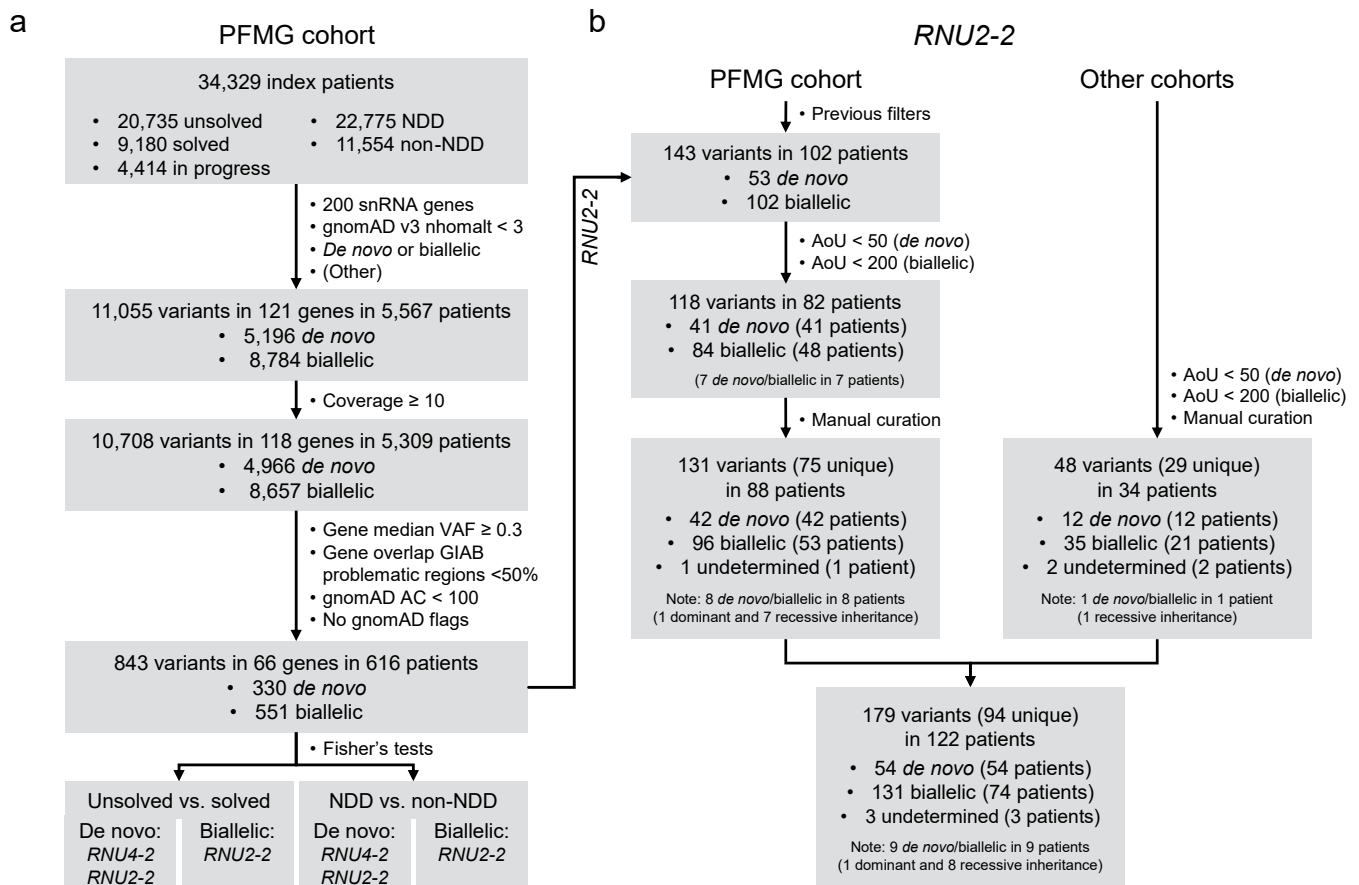 a
PFMG cohort
34,329 index patients
• 20,735 unsolved
• 9,180 solved
• 4,414 in progress
• 22,775 NDD
• 11,554 non-NDD
• 200 snRNA genes
• gnomAD v3 nhomalt < 3
• De novo or biallelic
• (Other)
11,055 variants in 121 genes in 5,567 patients
• 5,196 de novo
• 8,784 biallelic
• Coverage ≥ 10
10,708 variants in 118 genes in 5,309 patients
• 4,966 de novo
• 8,657 biallelic
• Gene median VAF ≥ 0.3
• Gene overlap GIAB
problematic regions <50%
• gnomAD AC < 100
• No gnomAD flags
843 variants in 66 genes in 616 patients
• 330 de novo
• 551 biallelic
• Fisher's tests
Unsolved vs. solved
De novo:
RNU4-2
RNU2-2
Biallelic:
RNU2-2
NDD vs. non-NDD
De novo:
RNU4-2
RNU2-2
Biallelic:
RNU2-2
RNU2-2
b
RNU2-2
PFMG cohort
• Previous filters
143 variants in 102 patients
• 53 de novo
• 102 biallelic
• AoU < 50 (de novo)
• AoU < 200 (biallelic)
118 variants in 82 patients
• 41 de novo (41 patients)
• 84 biallelic (48 patients)
(7 de novo/biallelic in 7 patients)
• Manual curation
131 variants (75 unique)
in 88 patients
• 42 de novo (42 patients)
• 96 biallelic (53 patients)
• 1 undetermined (1 patient)
Note: 8 de novo/biallelic in 8 patients
(1 dominant and 7 recessive inheritance)
Other cohorts
• AoU < 50 (de novo)
• AoU < 200 (biallelic)
• Manual curation
48 variants (29 unique)
in 34 patients
• 12 de novo (12 patients)
• 35 biallelic (21 patients)
• 2 undetermined (2 patients)
Note: 1 de novo/biallelic in 1 patient
(1 recessive inheritance)
179 variants (94 unique)
in 122 patients
• 54 de novo (54 patients)
• 131 biallelic (74 patients)
• 3 undetermined (3 patients)
Note: 9 de novo/biallelic in 9 patients
(1 dominant and 8 recessive inheritance)